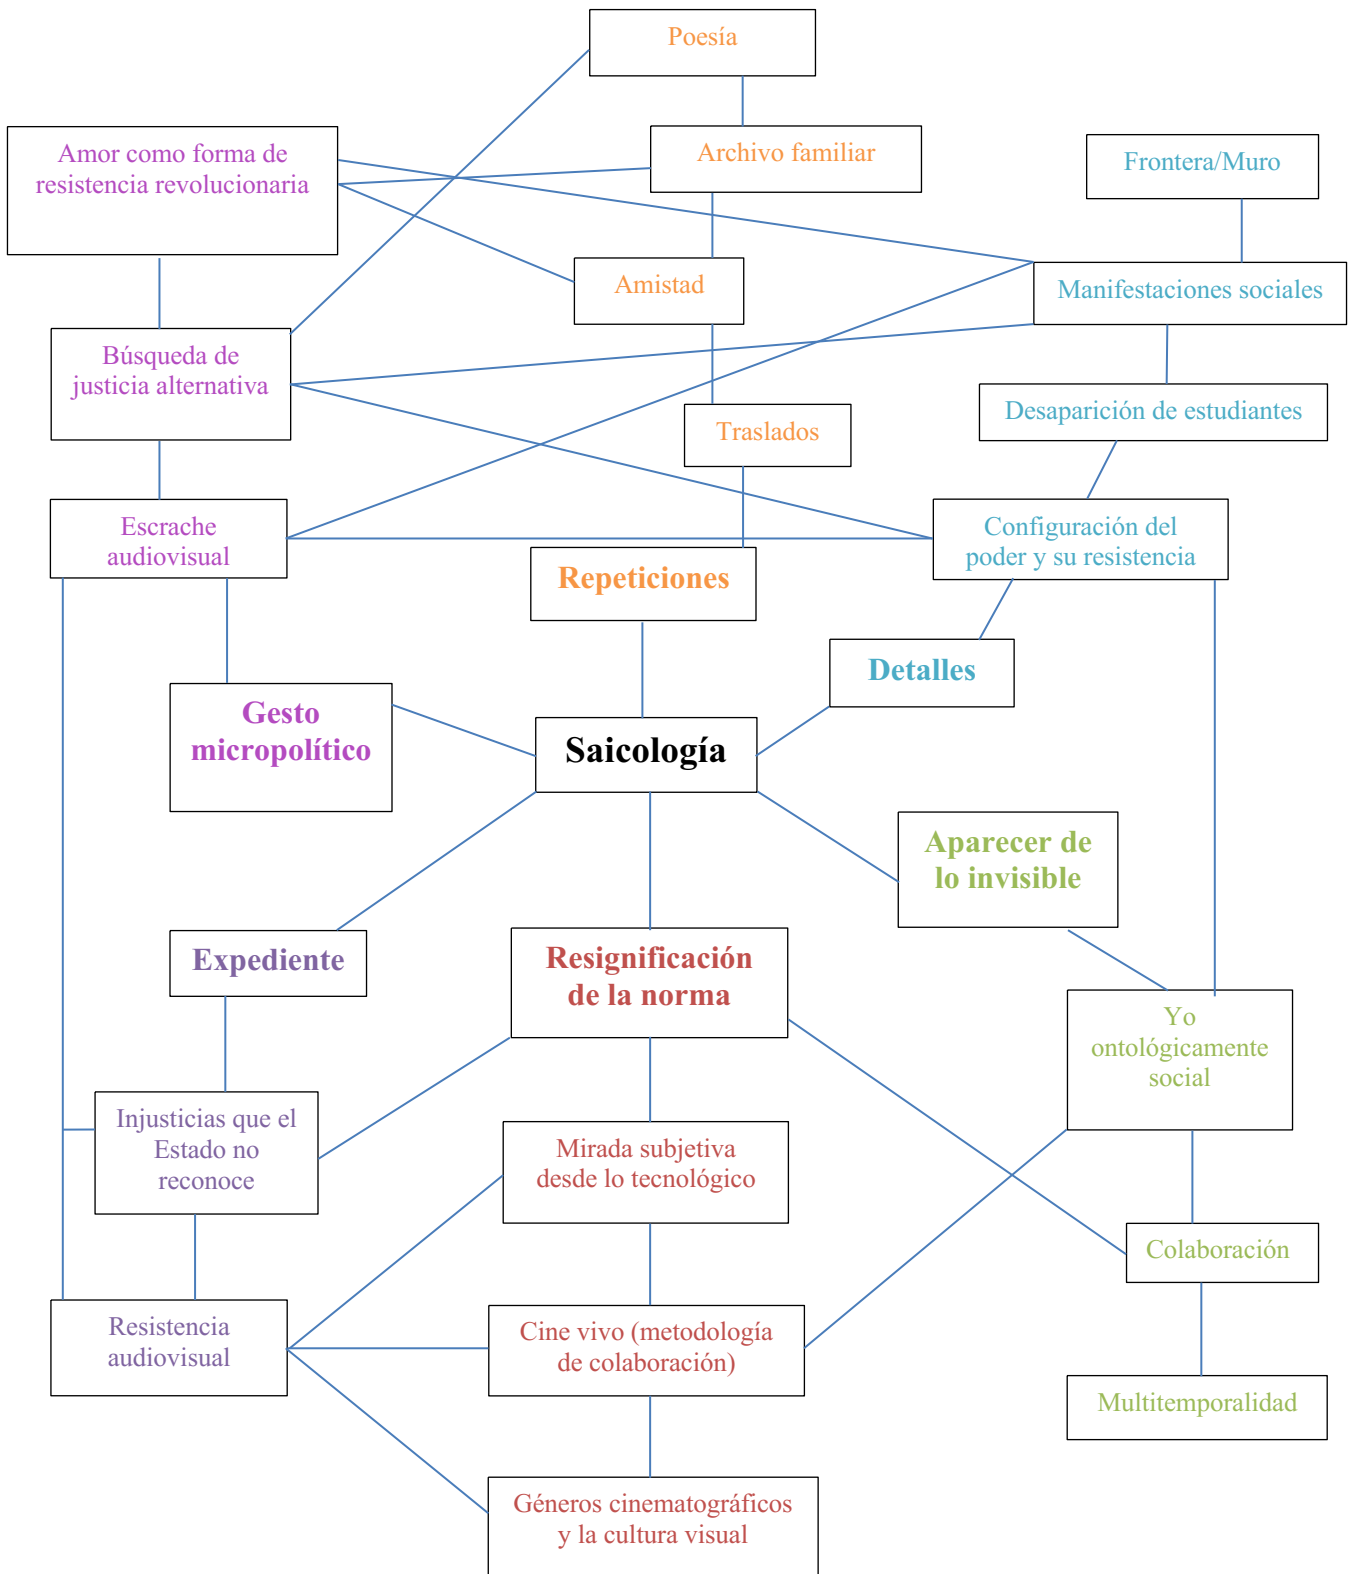 Poesía
Amor como forma de
resistencia revolucionaria
Archivo familiar
Frontera/Muro
Amistad
Manifestaciones sociales
Búsqueda de
justicia alternativa
Desaparición de estudiantes
Traslados
Escrache
audiovisual
Configuración del
poder y su resistencia
Repeticiones
Detalles
Gesto
micropolítico
Saicología
Aparecer de
lo invisible
Expediente
Resignificación
de la norma
Yo
ontológicamente
social
Injusticias que el
Estado no
reconoce
Mirada subjetiva
desde lo tecnológico
Colaboración
Resistencia
audiovisual
Cine vivo (metodología
de colaboración)
Multitemporalidad
Géneros cinematográficos
y la cultura visual